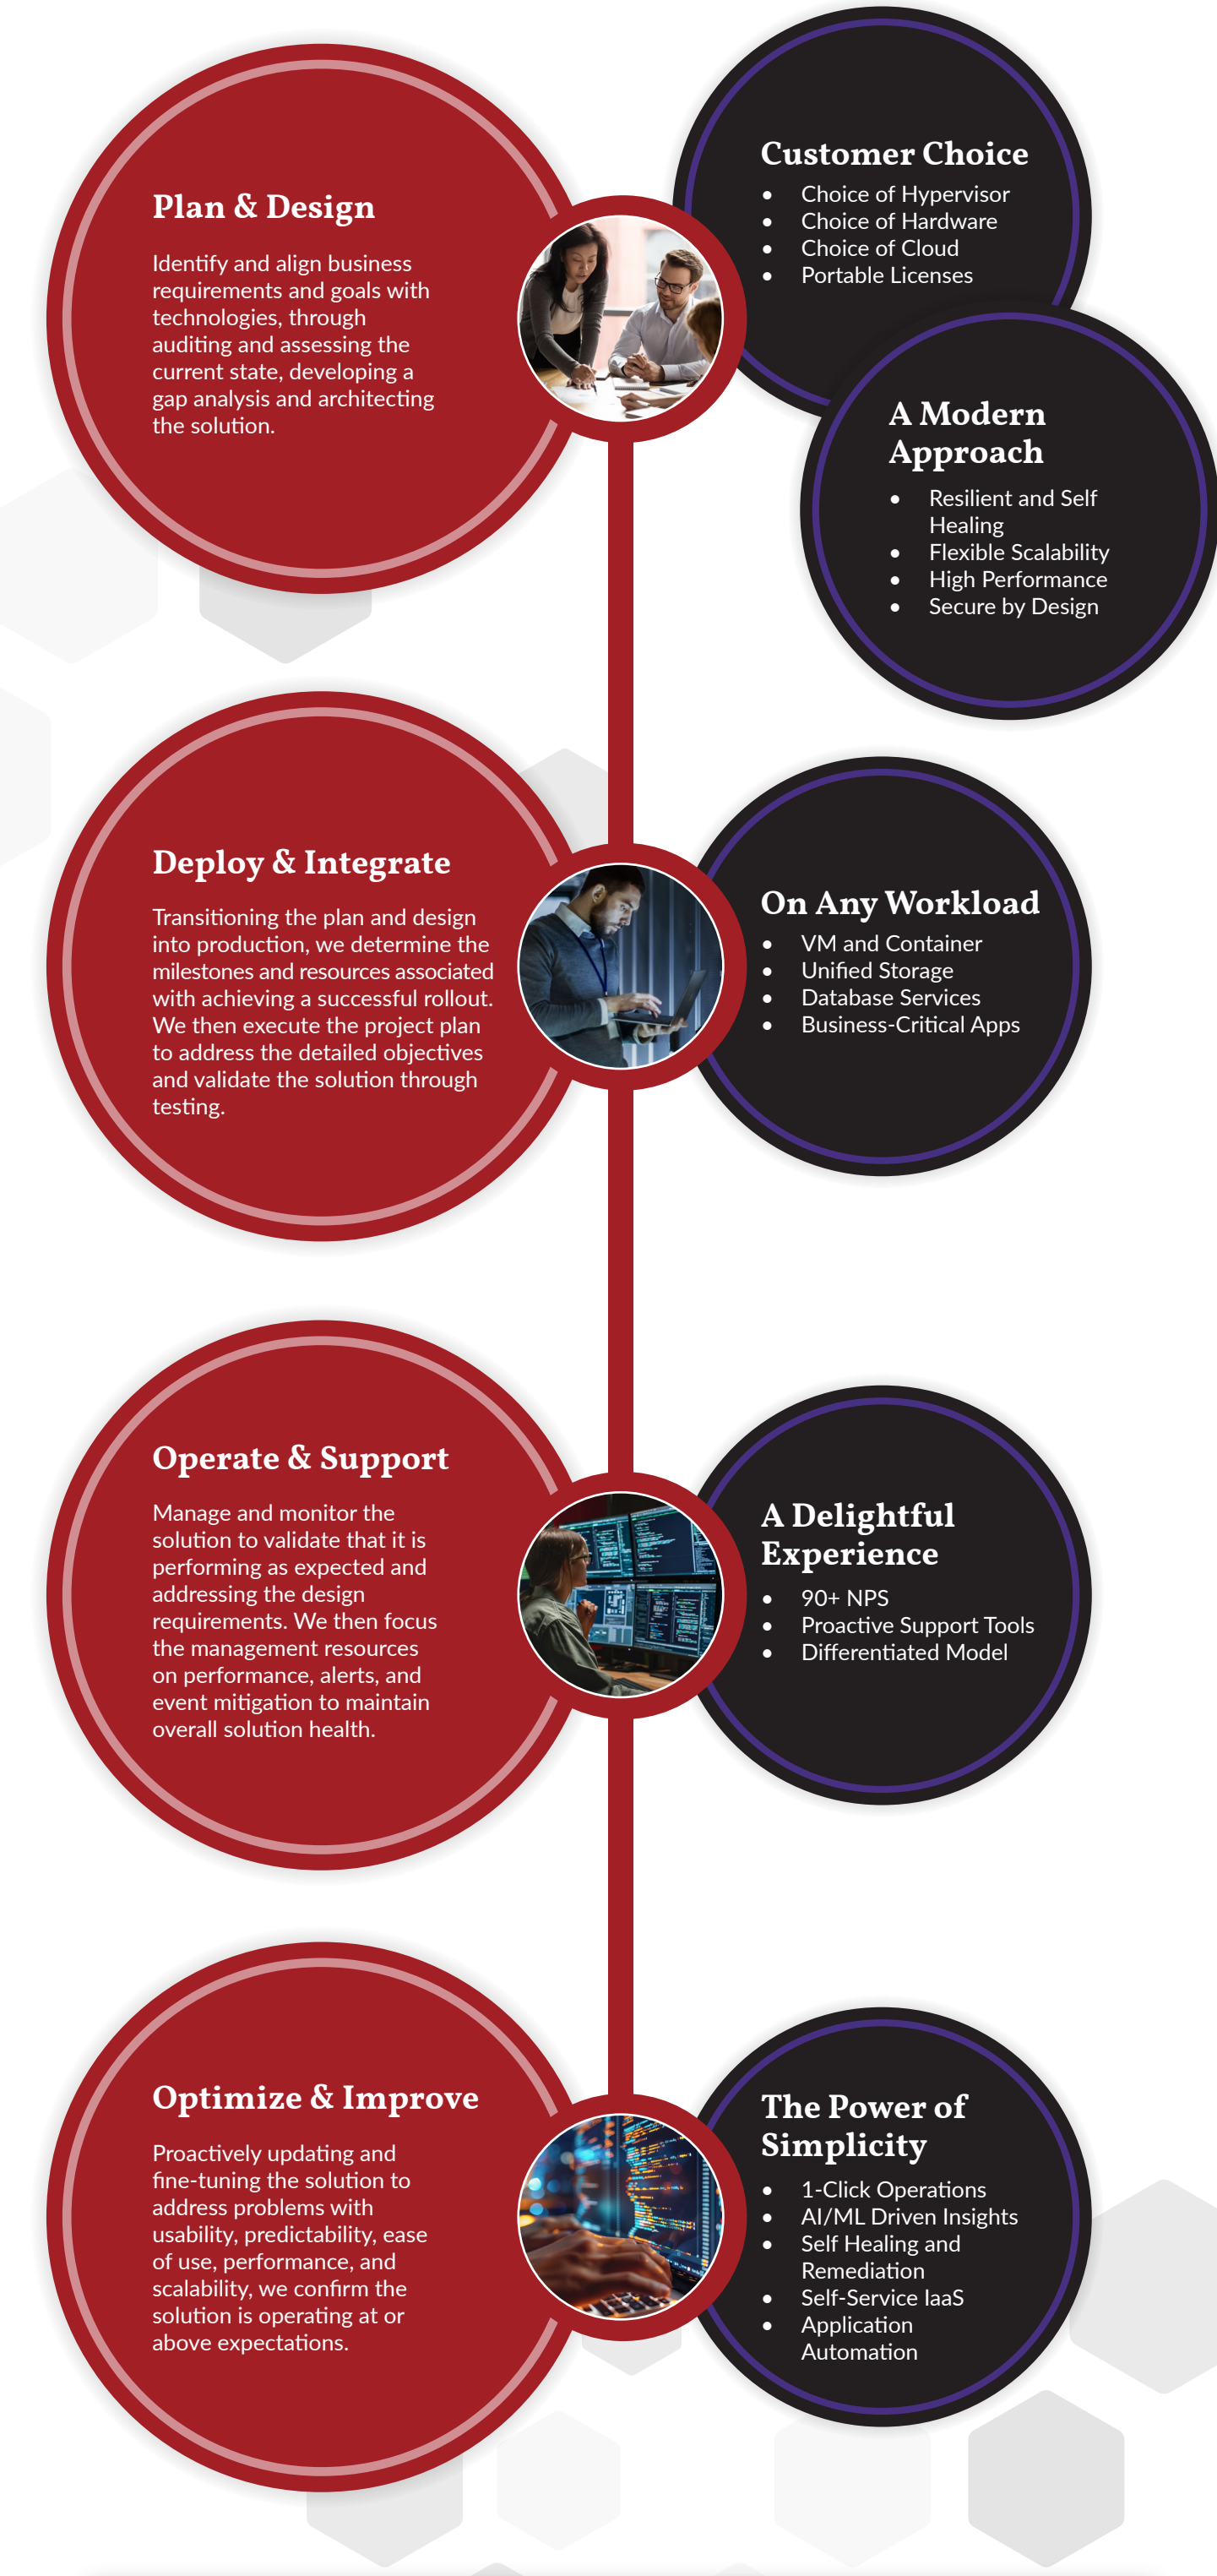 Plan & Design
Identify and align business
requirements and goals with
technologies, through
auditing and assessing the
current state, developing a
gap analysis and architecting
the solution.
Customer Choice
• Choice of Hypervisor
• Choice of Hardware
• Choice of Cloud
• Portable Licenses
A Modern
Approach
• Resilient and Self
Healing
• Flexible Scalability
• High Performance
• Secure by Design
Deploy & Integrate
Transitioning the plan and design
into production, we determine the
milestones and resources associated
with achieving a successful rollout.
We then execute the project plan
to address the detailed objectives
and validate the solution through
testing.
On Any Workload
• VM and Container
• Unified Storage
• Database Services
• Business-Critical Apps
Operate & Support
Manage and monitor the
solution to validate that it is
performing as expected and
addressing the design
requirements. We then focus
the management resources
on performance, alerts, and
event mitigation to maintain
overall solution health.
A Delightful
Experience
• 90+ NPS
• Proactive Support Tools
• Differentiated Model
Optimize & Improve
Proactively updating and
fine-tuning the solution to
address problems with
usability, predictability, ease
of use, performance, and
scalability, we confirm the
solution is operating at or
above expectations.
The Power of
Simplicity
• 1-Click Operations
• AI/ML Driven Insights
• Self Healing and
Remediation
• Self-Service IaaS
• Application
Automation